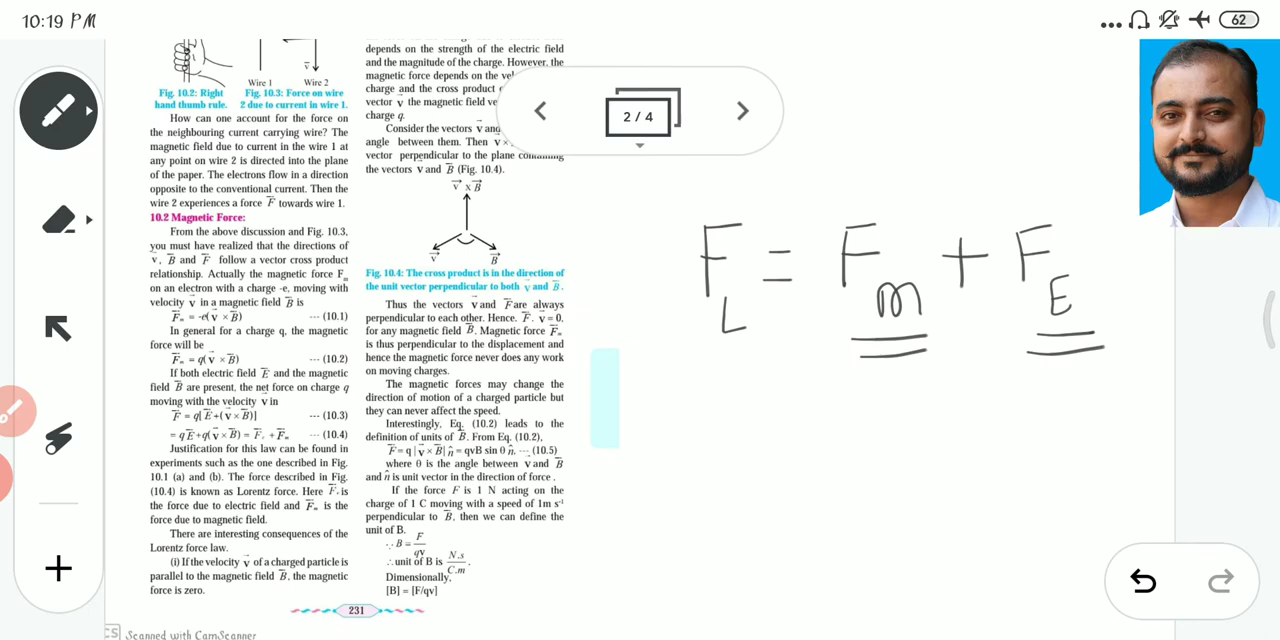 10:19 PM
62
Wire 1 Wire 2
Fig. 10.2: Right
hand thumb rule.
Fig. 10.3: Force on wire
2 due to current in wire 1.
How can one account for the force on
the neighbouring current carrying wire? The
magnetic field due to current in the wire 1 at
any point on wire 2 is directed into the plane
of the paper. The electrons flow in a direction
opposite to the conventional current. Then the
wire 2 experiences a force F⃗ towards wire 1.
10.2 Magnetic Force:
From the above discussion and Fig. 10.3,
you must have realized that the directions of
v⃗, B⃗ and F⃗ follow a vector cross product
relationship. Actually the magnetic force Fₘ
on an electron with a charge -e, moving with
velocity v⃗ in a magnetic field B⃗ is
F⃗ₘ = -e(v⃗ × B⃗) --- (10.1)
In general for a charge q, the magnetic
force will be
F⃗ₘ = q(v⃗ × B⃗) --- (10.2)
If both electric field E⃗ and the magnetic
field B⃗ are present, the net force on charge q
moving with the velocity v⃗ in
F⃗ = q[E⃗+(v⃗ × B⃗)] --- (10.3)
= qE⃗+q(v⃗ × B⃗) = F⃗ₑ + F⃗ₘ --- (10.4)
Justification for this law can be found in
experiments such as the one described in Fig.
10.1 (a) and (b). The force described in Fig.
(10.4) is known as Lorentz force. Here F⃗ₑ is
the force due to electric field and F⃗ₘ is the
force due to magnetic field.
There are interesting consequences of the
Lorentz force law.
(i) If the velocity v⃗ of a charged particle is
parallel to the magnetic field B⃗, the magnetic
force is zero.
depends on the strength of the electric field
and the magnitude of the charge. However, the
magnetic force depends on the
charge and the cross product
vector v⃗ the magnetic field
charge q.
Consider the vectors v⃗ and
angle between them. Then v⃗ ×
vector perpendicular to the plane containing
the vectors v⃗ and B⃗ (Fig. 10.4).
v⃗ x B⃗
v⃗ B⃗
Fig. 10.4: The cross product is in the direction of
the unit vector perpendicular to both v⃗ and B⃗.
Thus the vectors v⃗ and F⃗ are always
perpendicular to each other. Hence, F⃗. v⃗ = 0,
for any magnetic field B⃗. Magnetic force F⃗ₘ
is thus perpendicular to the displacement and
hence the magnetic force never does any work
on moving charges.
The magnetic forces may change the
direction of motion of a charged particle but
they can never affect the speed.
Interestingly, Eq. (10.2) leads to the
definition of units of B⃗. From Eq. (10.2),
F⃗ = q |v⃗ × B⃗| n̂ = qvB sin θ n̂, --- (10.5)
where θ is the angle between v⃗ and B⃗
and n̂ is unit vector in the direction of force.
If the force F is 1 N acting on the
charge of 1 C moving with a speed of 1m s⁻¹
perpendicular to B⃗, then we can define the
unit of B.
∵ B = F/qv
∴ unit of B is N.s/C.m.
Dimensionally,
[B] = [F/qv]
231
CS Scanned with CamScanner
2 / 4
F_L = F_m + F_E